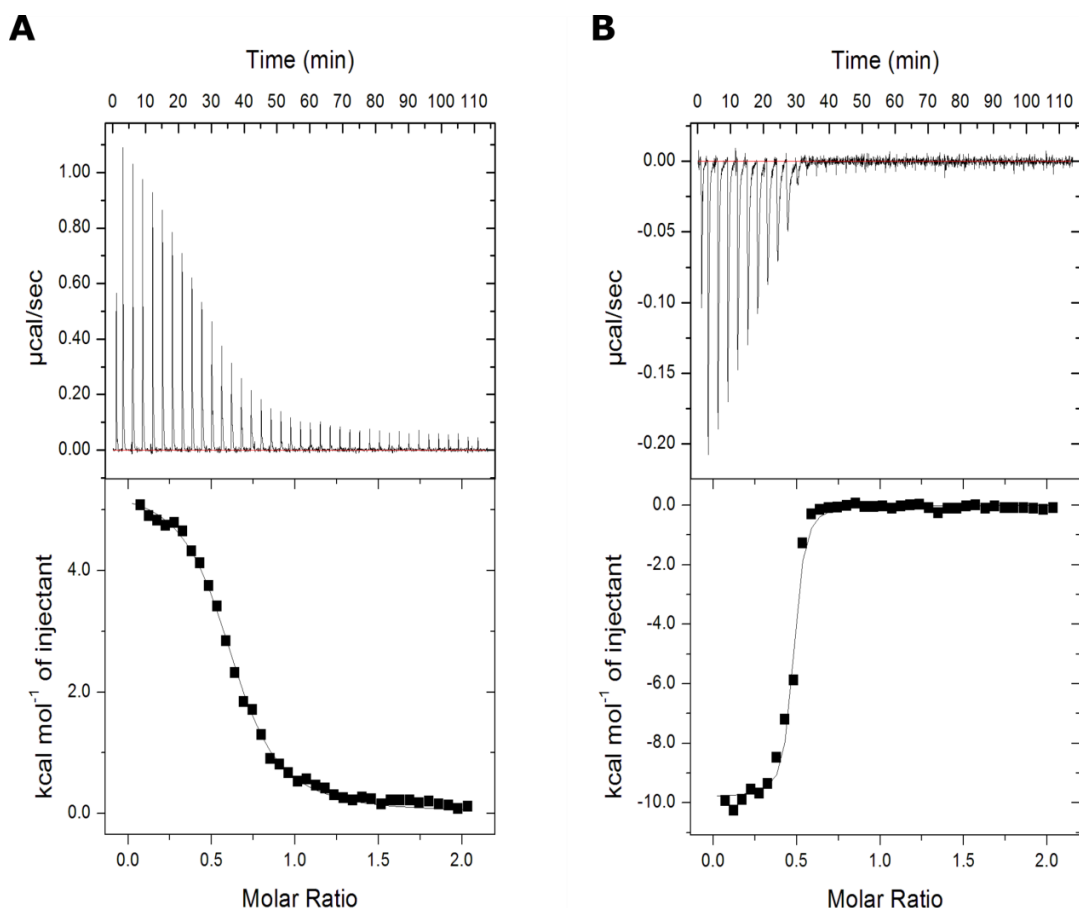 A
Time (min)
0 10 20 30 40 50 60 70 80 90 100 110
1.00
0.80
0.60
0.40
0.20
0.00
µcal/sec
4.0
2.0
0.0
kcal mol⁻¹ of injectant
0.0 0.5 1.0 1.5 2.0
Molar Ratio
B
Time (min)
0 10 20 30 40 50 60 70 80 90 100 110
0.00
-0.05
-0.10
-0.15
-0.20
µcal/sec
0.0
-2.0
-4.0
-6.0
-8.0
-10.0
kcal mol⁻¹ of injectant
0.0 0.5 1.0 1.5 2.0
Molar Ratio